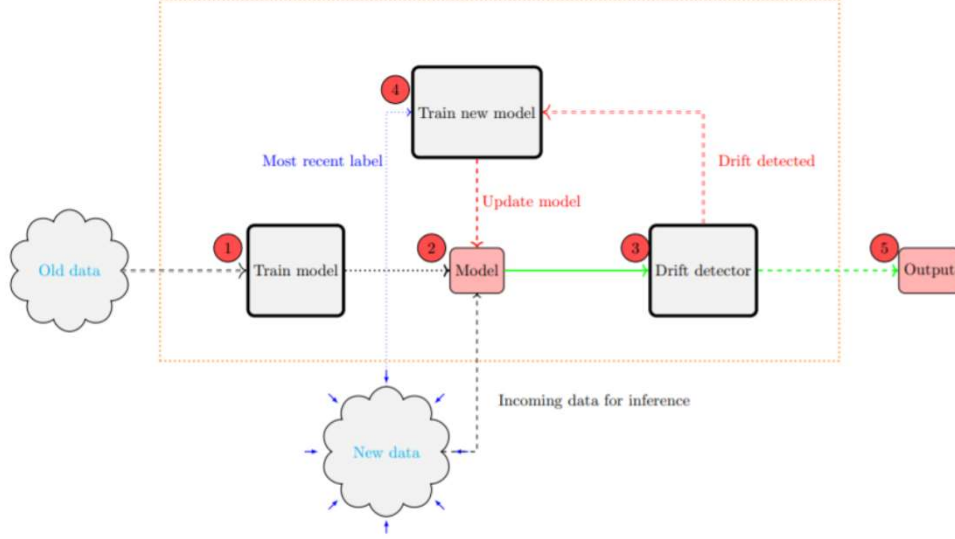 4
Train new model
Most recent label
Drift detected
Update model
Old data
1
Train model
2
Model
3
Drift detector
5
Output
Incoming data for inference
New data